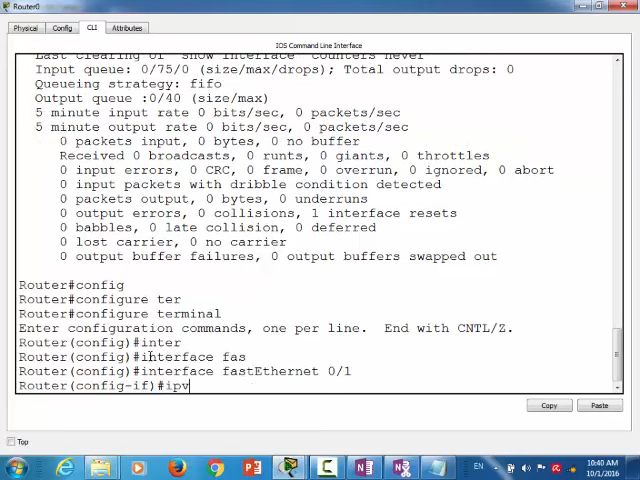 Router0
Physical
Config
CLI
Attributes
IOS Command Line Interface
Last clearing of "show interface" counters never
Input queue: 0/75/0 (size/max/drops); Total output drops: 0
Queueing strategy: fifo
Output queue :0/40 (size/max)
5 minute input rate 0 bits/sec, 0 packets/sec
5 minute output rate 0 bits/sec, 0 packets/sec
0 packets input, 0 bytes, 0 no buffer
Received 0 broadcasts, 0 runts, 0 giants, 0 throttles
0 input errors, 0 CRC, 0 frame, 0 overrun, 0 ignored, 0 abort
0 input packets with dribble condition detected
0 packets output, 0 bytes, 0 underruns
0 output errors, 0 collisions, 1 interface resets
0 babbles, 0 late collision, 0 deferred
0 lost carrier, 0 no carrier
0 output buffer failures, 0 output buffers swapped out
Router#config
Router#configure ter
Router#configure terminal
Enter configuration commands, one per line. End with CNTL/Z.
Router(config)#inter
Router(config)#interface fas
Router(config)#interface fastEthernet 0/1
Router(config-if)#ipv
Copy
Paste
Top
EN
10:40 AM
10/1/2016